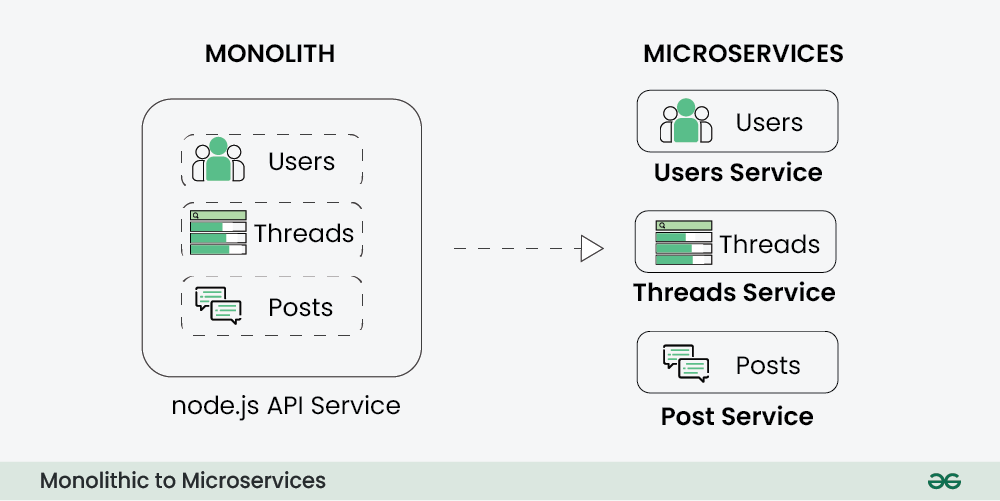 MONOLITH
Users
Threads
Posts
node.js API Service
MICROSERVICES
Users
Users Service
Threads
Threads Service
Posts
Post Service
Monolithic to Microservices